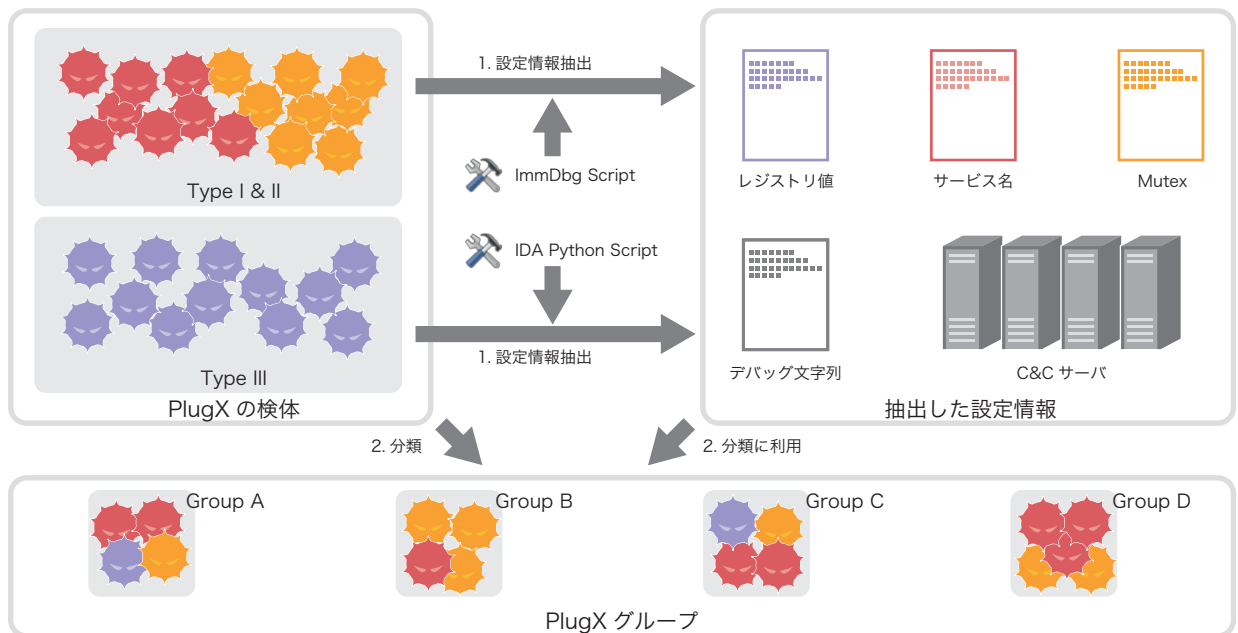 1. 設定情報抽出
ImmDbg Script
Type I & II
IDA Python Script
1. 設定情報抽出
Type III
PlugX の検体
レジストリ値
サービス名
Mutex
デバッグ文字列
C&C サーバ
抽出した設定情報
2. 分類
2. 分類に利用
Group A
Group B
Group C
Group D
PlugX グループ